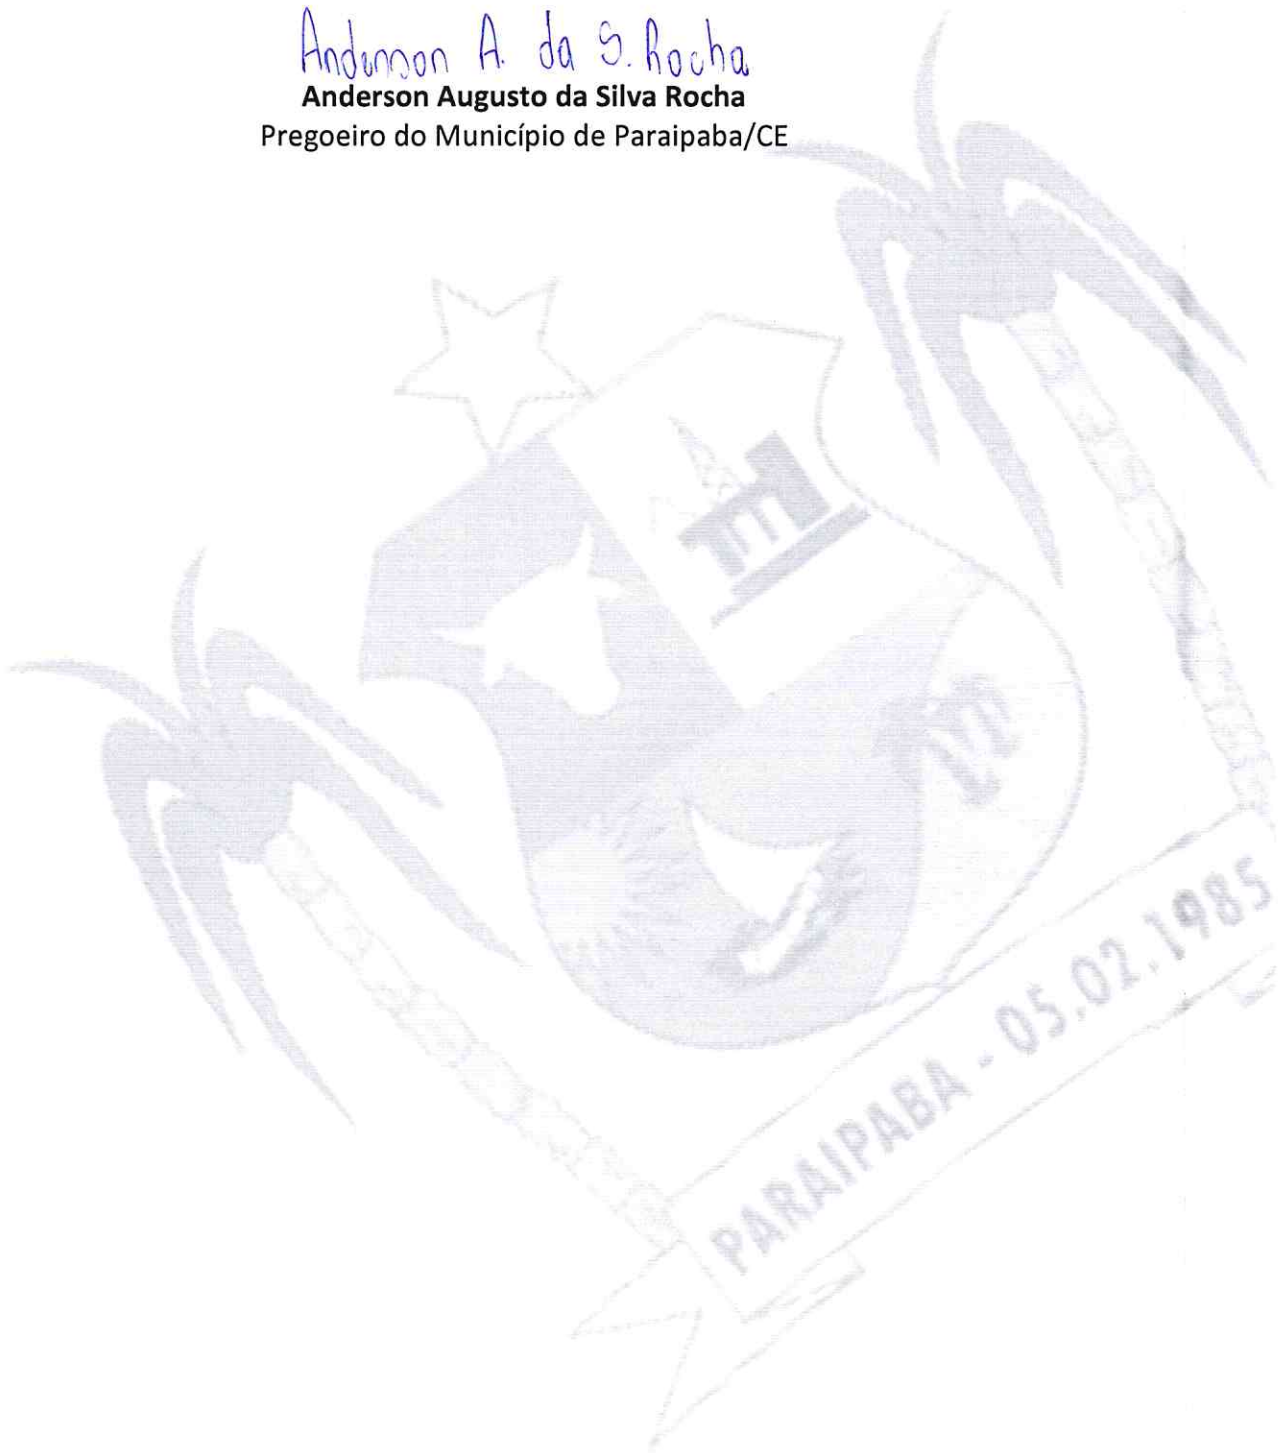 Anderson A. da S. Rocha
Anderson Augusto da Silva Rocha
Pregoeiro do Município de Paraipaba/CE
PARAIPABA - 05.02.1985